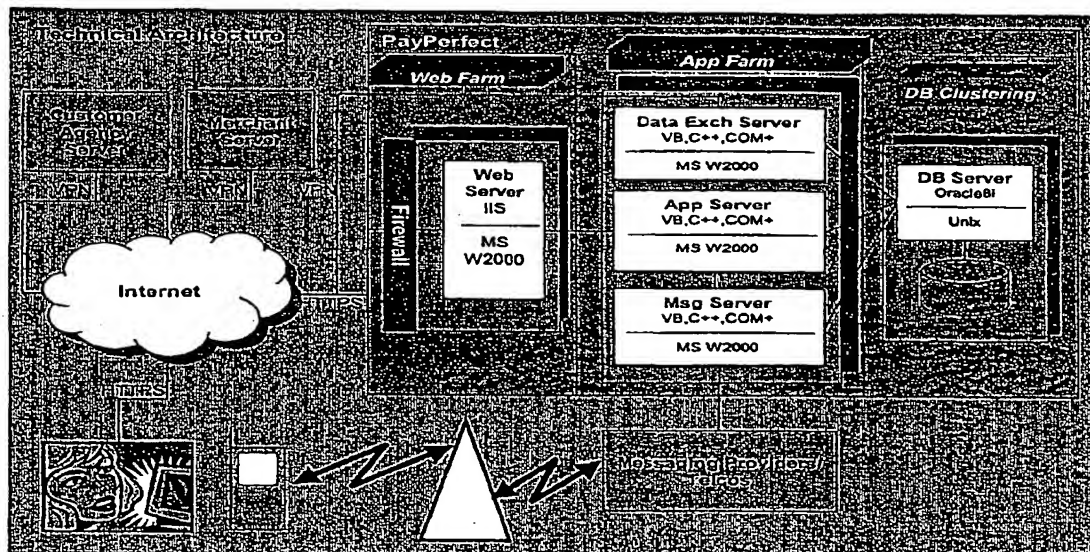 Technical Architecture
PayPerfect
Web Farm
App Farm
DB Clustering
Customer
Agency
Server
Merchant
Server
VPN
VPN
VPN
Internet
HTTPS
HTTPS
Firewall
Web
Server
IIS
MS
W2000
Data Exch Server
VB,C++,COM+
MS W2000
App Server
VB,C++,COM+
MS W2000
Msg Server
VB,C++,COM+
MS W2000
DB Server
Oracle8i
Unix
Messaging Providers/
Telcos